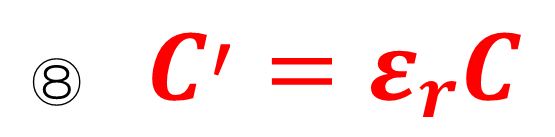 ⑧ C′ = εᵣC